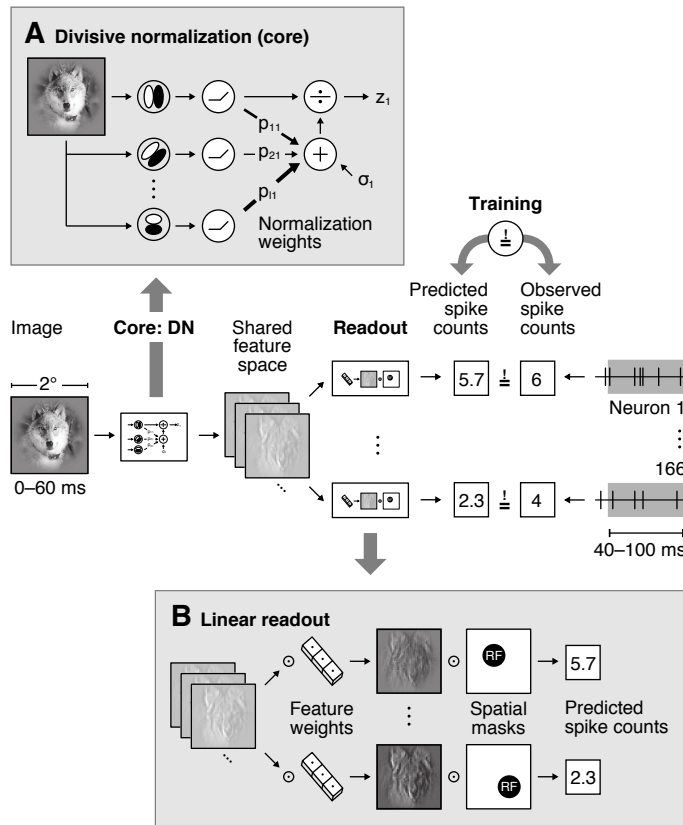 A Divisive normalization (core)
÷
z₁
p₁₁
p₂₁
+
pₗ₁
σ₁
Normalization
weights
Training
!
=
Predicted
spike
counts
Observed
spike
counts
Image
Core: DN
Shared
feature
space
Readout
2°
5.7
!
=
6
Neuron 1
0–60 ms
166
2.3
!
=
4
40–100 ms
B Linear readout
RF
5.7
Feature
weights
Spatial
masks
Predicted
spike counts
RF
2.3